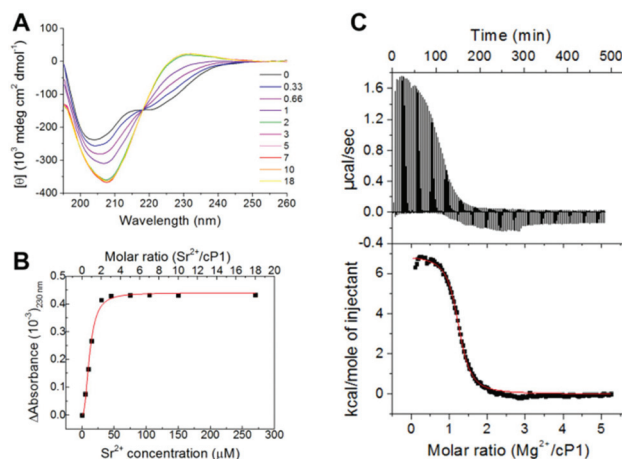 A
[θ] (10³ mdeg cm² dmol⁻¹)
100
0
-100
-200
-300
-400
0
0.33
0.66
1
2
3
5
7
10
18
200 210 220 230 240 250 260
Wavelength (nm)
B
Molar ratio (Sr²⁺/cP1)
0 2 4 6 8 10 12 14 16 18 20
ΔAbsorbance (10⁻³)230 nm
0.5
0.4
0.3
0.2
0.1
0.0
0 50 100 150 200 250 300
Sr²⁺ concentration (μM)
C
Time (min)
0 100 200 300 400 500
μcal/sec
1.6
1.2
0.8
0.4
0.0
-0.4
kcal/mole of injectant
6
4
2
0
0 1 2 3 4 5
Molar ratio (Mg²⁺/cP1)